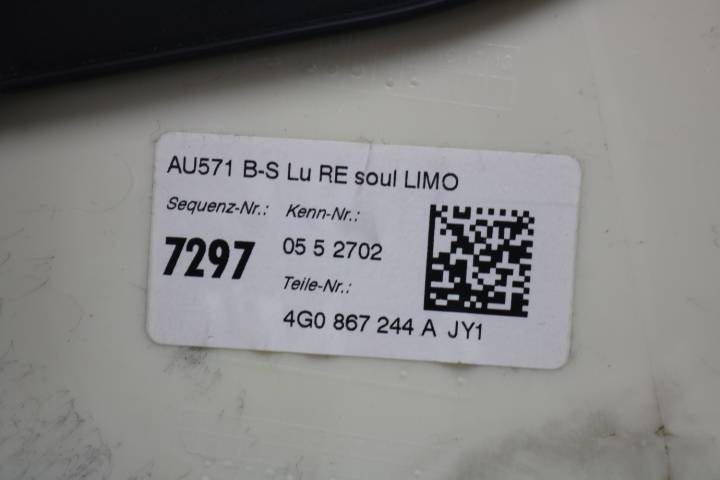 AU571 B-S Lu RE soul LIMO
Sequenz-Nr.: Kenn-Nr.:
7297 05 5 2702
Teile-Nr.:
4G0 867 244 A JY1